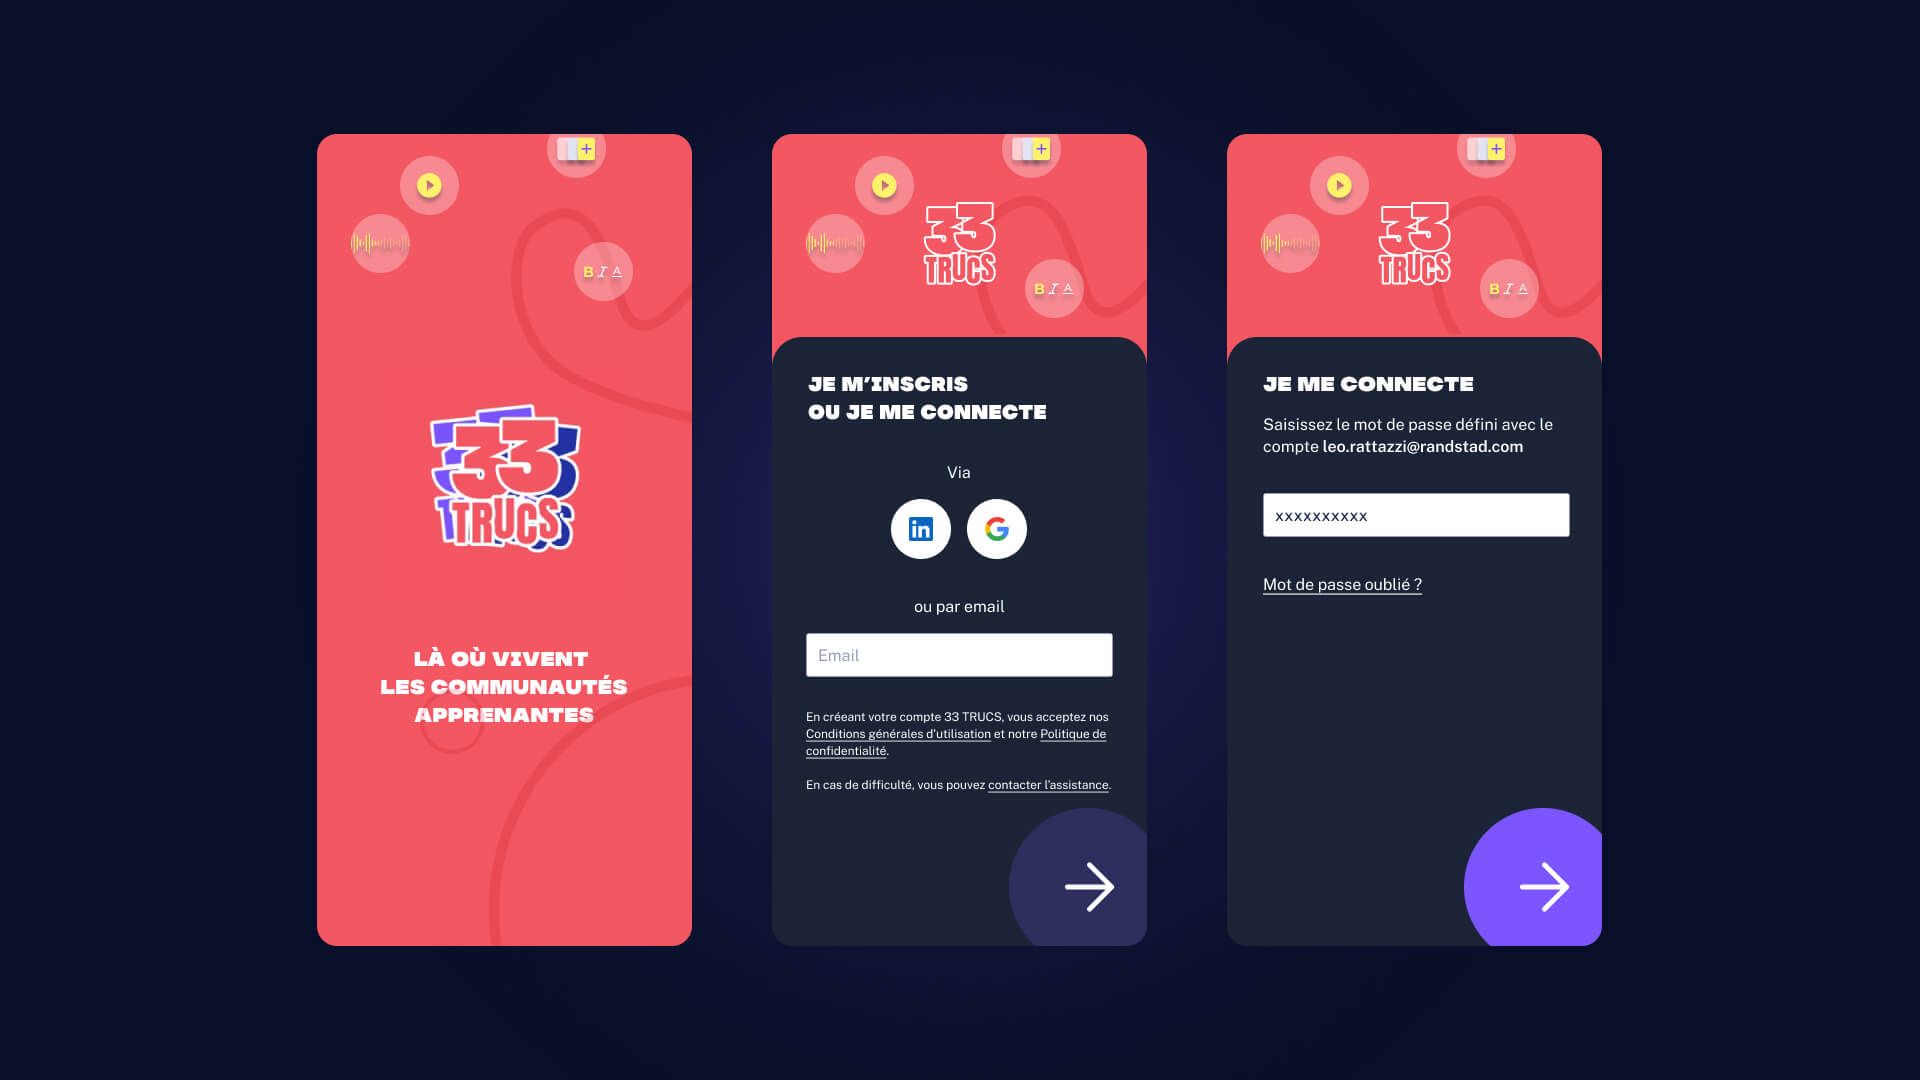 B I A
33
TRUCS
LÀ OÙ VIVENT
LES COMMUNAUTÉS
APPRENANTES
33
TRUCS
B I A
JE M'INSCRIS
OU JE ME CONNECTE
Via
in G
ou par email
Email
En créeant votre compte 33 TRUCS, vous acceptez nos
Conditions générales d'utilisation et notre Politique de
confidentialité.
En cas de difficulté, vous pouvez contacter l'assistance.
33
TRUCS
B I A
JE ME CONNECTE
Saisissez le mot de passe défini avec le
compte leo.rattazzi@randstad.com
xxxxxxxxxx
Mot de passe oublié ?